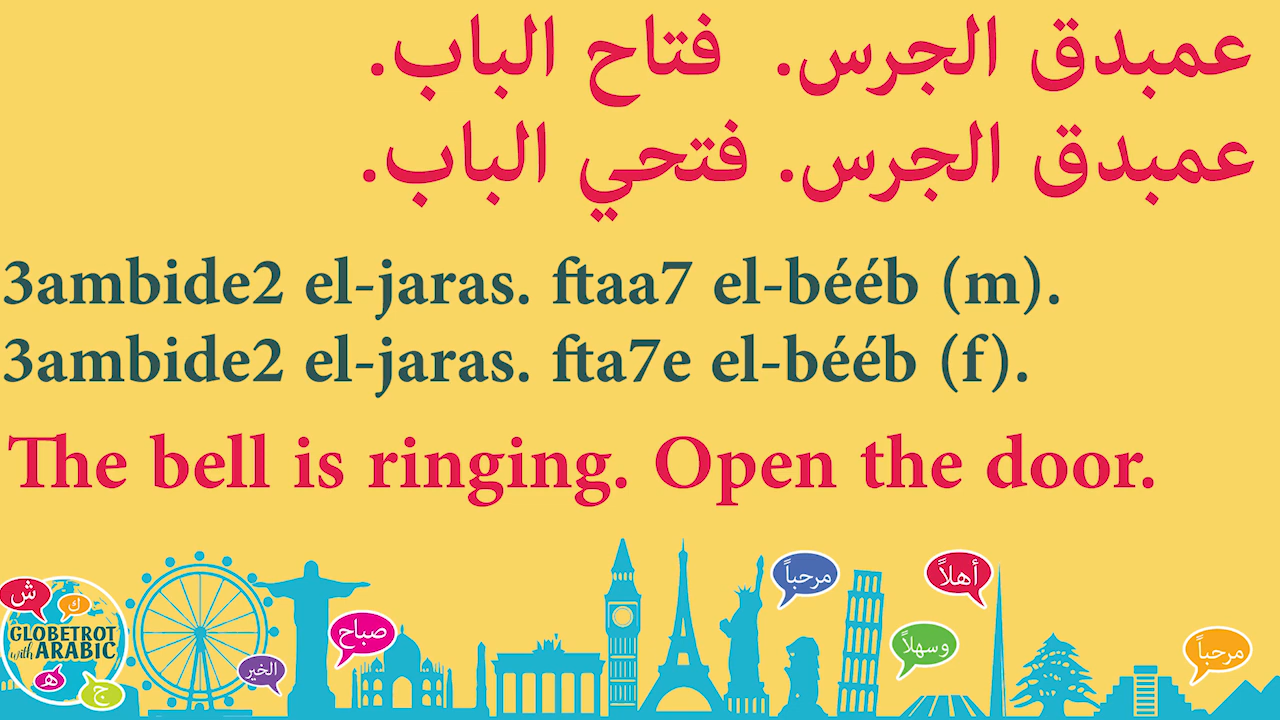 عمبدق الجرس. فتاح الباب.
عمبدق الجرس. فتحي الباب.
3ambide2 el-jaras. ftaa7 el-bééb (m).
3ambide2 el-jaras. fta7e el-bééb (f).
The bell is ringing. Open the door.
مرحباً
أهلاً
ش
ك
GLOBETROT
with ARABIC
صباح
وسهلاً
مرحباً
الخير
ه
ج